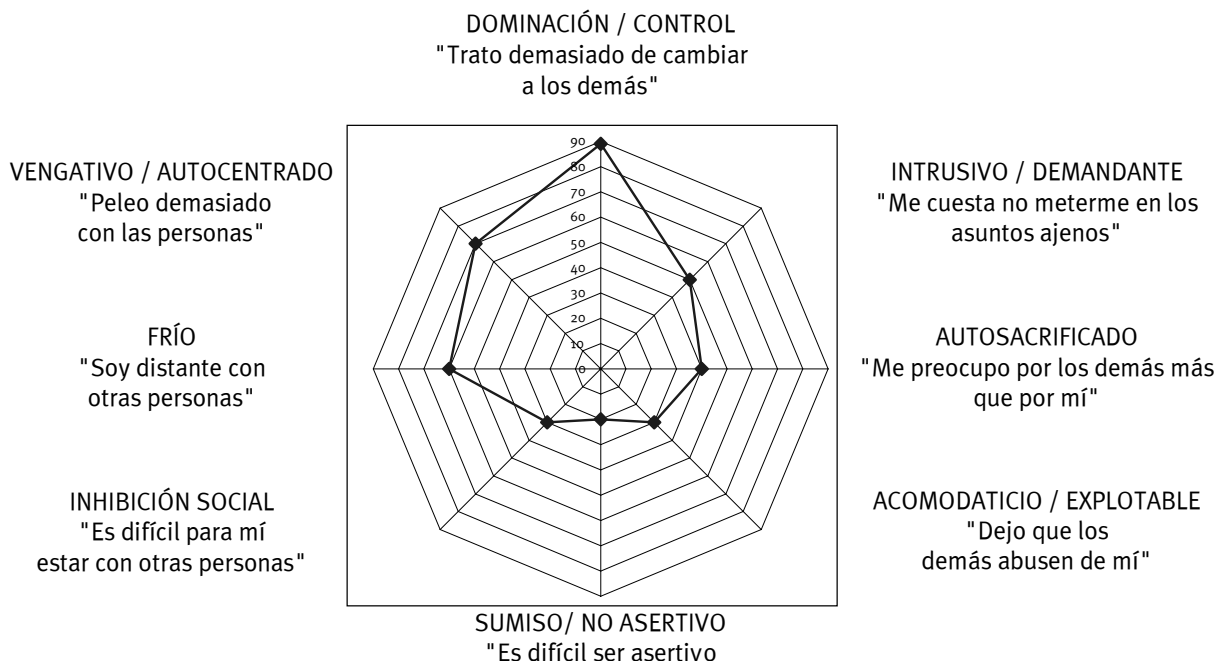 DOMINACIÓN / CONTROL
"Trato demasiado de cambiar
a los demás"
VENGATIVO / AUTOCENTRADO
"Peleo demasiado
con las personas"
INTRUSIVO / DEMANDANTE
"Me cuesta no meterme en los
asuntos ajenos"
90
80
70
60
50
40
30
20
10
0
FRÍO
"Soy distante con
otras personas"
AUTOSACRIFICADO
"Me preocupo por los demás más
que por mí"
INHIBICIÓN SOCIAL
"Es difícil para mí
estar con otras personas"
ACOMODATICIO / EXPLOTABLE
"Dejo que los
demás abusen de mí"
SUMISO/ NO ASERTIVO
"Es difícil ser asertivo